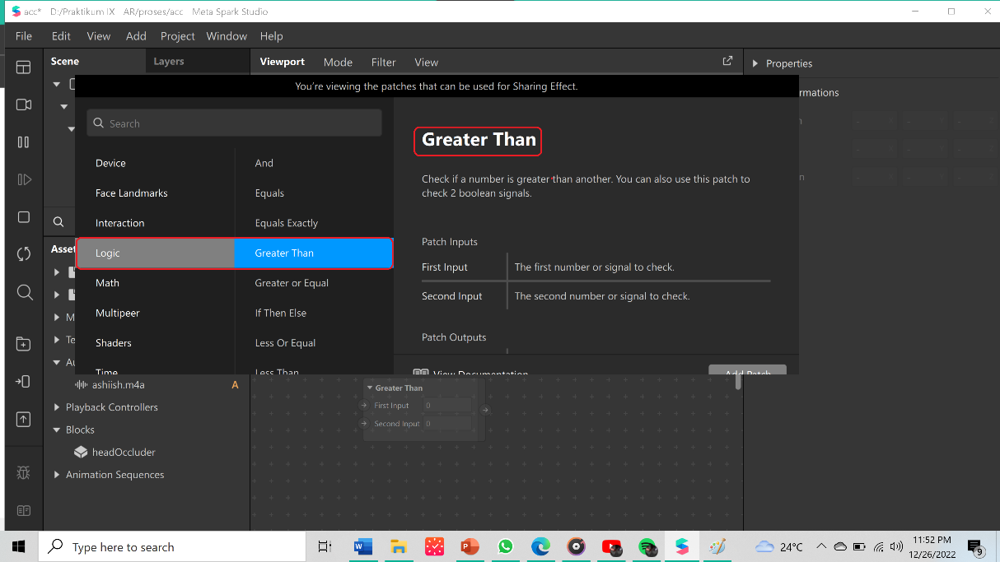 acc* D:/Praktikum IX AR/proses/acc Meta Spark Studio
File Edit View Add Project Window Help
Scene Layers Viewport Mode Filter View Properties
You're viewing the patches that can be used for Sharing Effect.
Search
Device
Face Landmarks
Interaction
Logic
Math
Multipeer
Shaders
Time
And
Equals
Equals Exactly
Greater Than
Greater or Equal
If Then Else
Less Or Equal
Less Than
Greater Than
Check if a number is greater than another. You can also use this patch to
check 2 boolean signals.
Patch Inputs
First Input The first number or signal to check.
Second Input The second number or signal to check.
Patch Outputs
View Documentation Add Patch
rmations
Asset
M
Te
Au
ashiish.m4a A
Playback Controllers
Blocks
headOccluder
Animation Sequences
Greater Than
First Input 0
Second Input 0
Type here to search
24°C
11:52 PM
12/26/2022
9